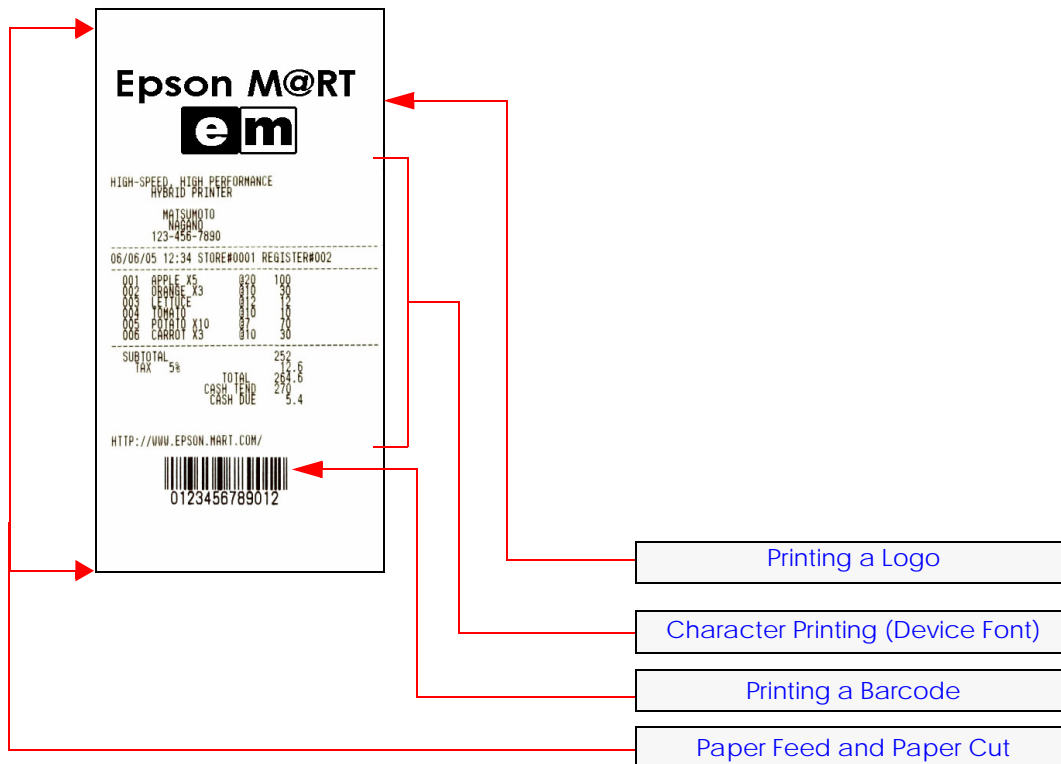 Epson M@RT
em
HIGH-SPEED, HIGH PERFORMANCE
HYBRID PRINTER
MATSUMOTO
NAGANO
123-456-7890
06/06/05 12:34 STORE#0001 REGISTER#002
001 APPLE X5 @20 100
002 ORANGE X3 @10 30
003 LETTUCE @12 12
004 TOMATO @10 10
005 POTATO X10 @7 70
006 CARROT X3 @10 30
SUBTOTAL 252
TAX 5% 12.6
TOTAL 264.6
CASH TEND 270
CASH DUE 5.4
HTTP://WWW.EPSON.MART.COM/
0123456789012
Printing a Logo
Character Printing (Device Font)
Printing a Barcode
Paper Feed and Paper Cut